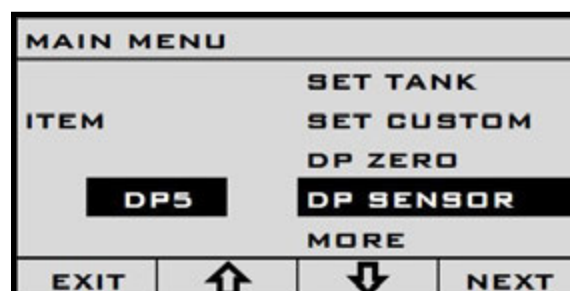 MAIN MENU
SET TANK
ITEM SET CUSTOM
DP ZERO
DP5 DP SENSOR
MORE
EXIT NEXT